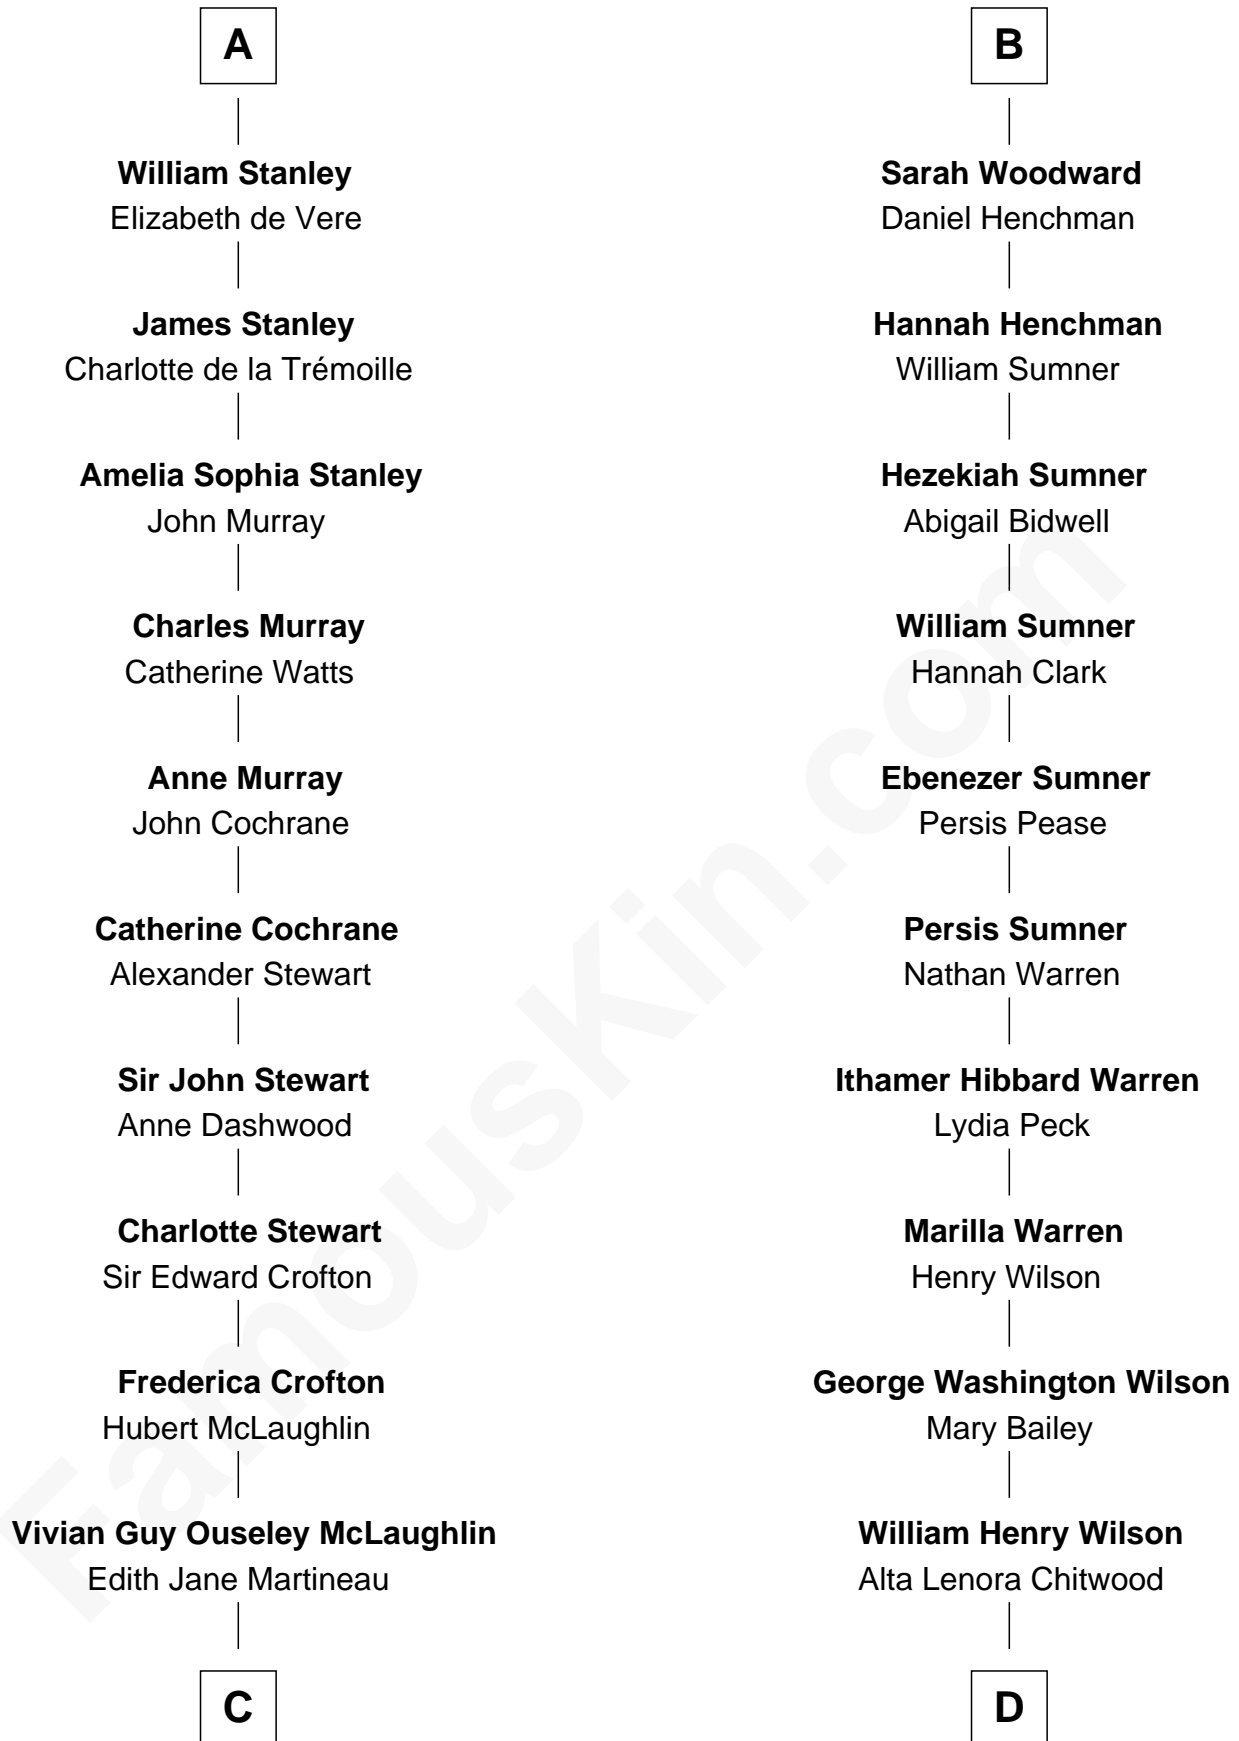 A
William Stanley
Elizabeth de Vere
James Stanley
Charlotte de la Trémoille
Amelia Sophia Stanley
John Murray
Charles Murray
Catherine Watts
Anne Murray
John Cochrane
Catherine Cochrane
Alexander Stewart
Sir John Stewart
Anne Dashwood
Charlotte Stewart
Sir Edward Crofton
Frederica Crofton
Hubert McLaughlin
Vivian Guy Ouseley McLaughlin
Edith Jane Martineau
C
B
Sarah Woodward
Daniel Henchman
Hannah Henchman
William Sumner
Hezekiah Sumner
Abigail Bidwell
William Sumner
Hannah Clark
Ebenezer Sumner
Persis Pease
Persis Sumner
Nathan Warren
Ithamer Hibbard Warren
Lydia Peck
Marilla Warren
Henry Wilson
George Washington Wilson
Mary Bailey
William Henry Wilson
Alta Lenora Chitwood
D
FamousKin.com